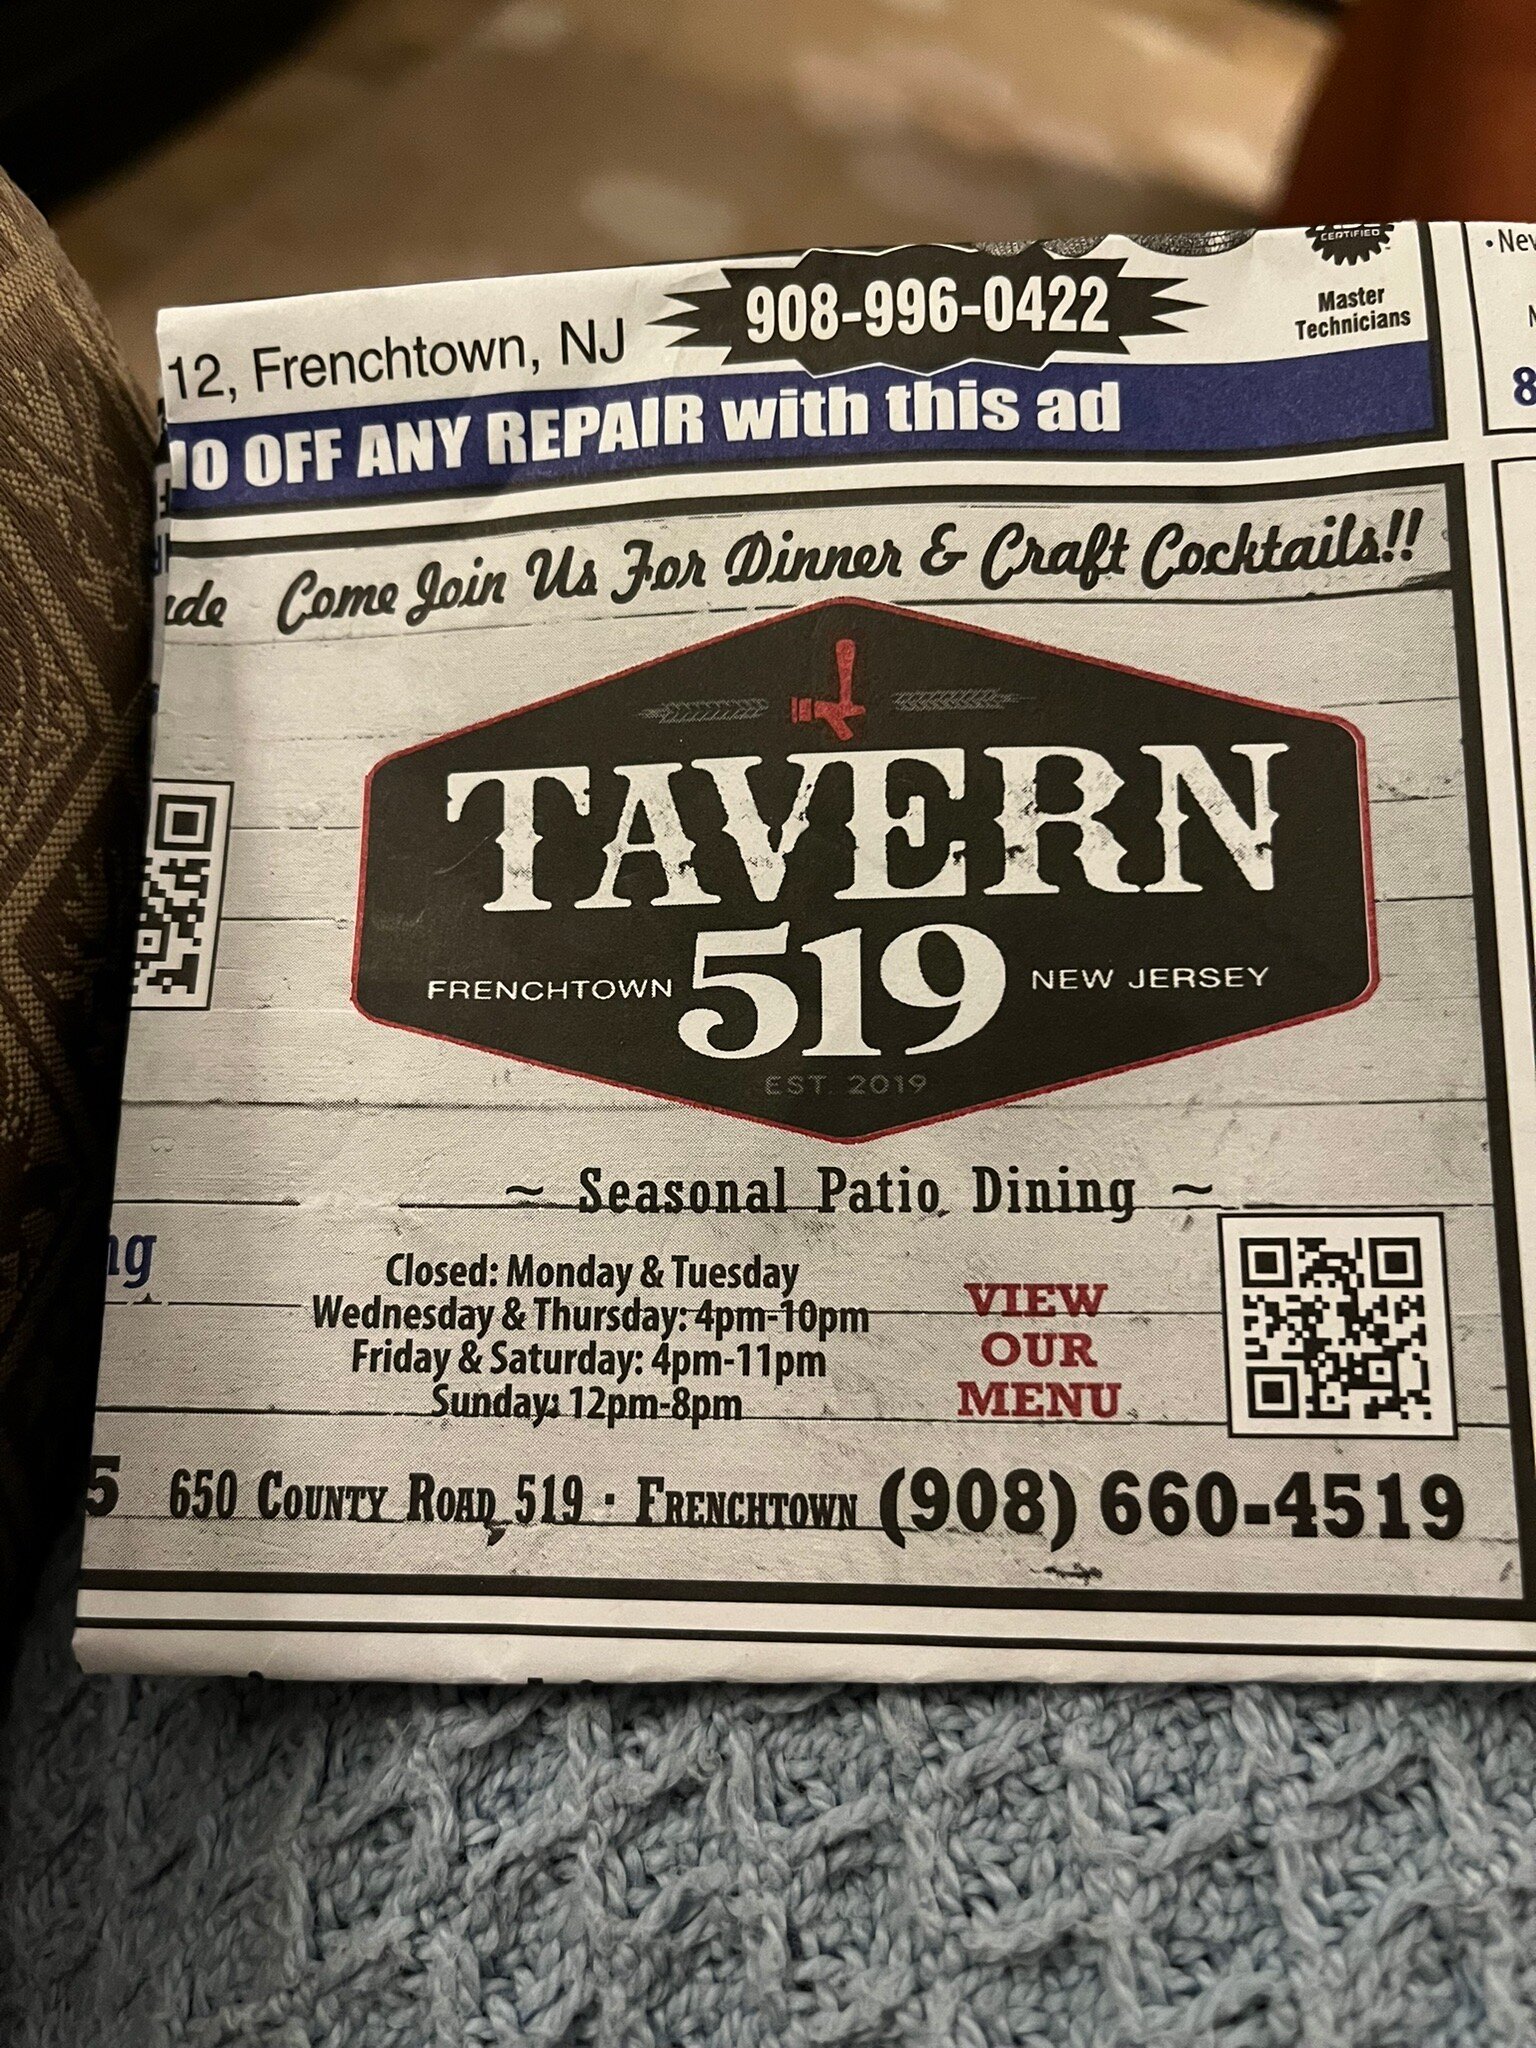 CERTIFIED
Master
Technicians
12, Frenchtown, NJ
908-996-0422
10 OFF ANY REPAIR with this ad
Come Join Us For Dinner & Craft Cocktails!!
TAVERN
FRENCHTOWN 519 NEW JERSEY
EST. 2019
~ Seasonal Patio Dining ~
Closed: Monday & Tuesday
Wednesday & Thursday: 4pm-10pm
Friday & Saturday: 4pm-11pm
Sunday: 12pm-8pm
VIEW
OUR
MENU
5
650 COUNTY ROAD 519 · FRENCHTOWN (908) 660-4519
8